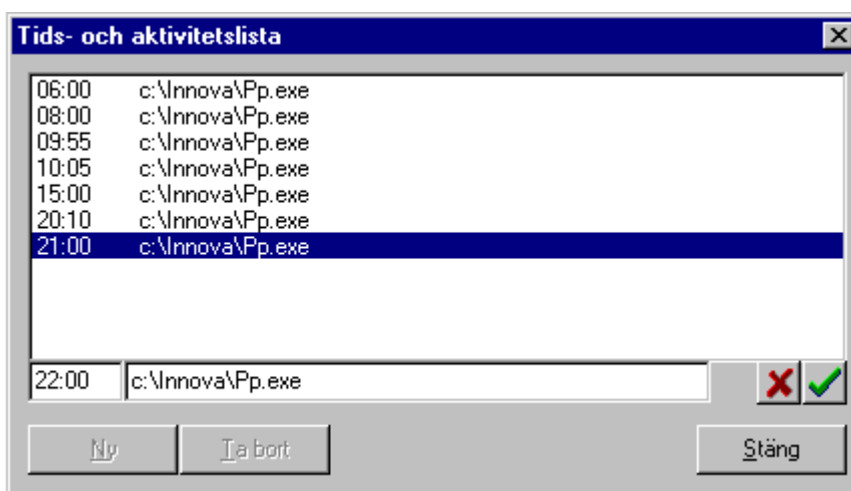 Tids- och aktivitetslista
06:00 c:\Innova\Pp.exe
08:00 c:\Innova\Pp.exe
09:55 c:\Innova\Pp.exe
10:05 c:\Innova\Pp.exe
15:00 c:\Innova\Pp.exe
20:10 c:\Innova\Pp.exe
21:00 c:\Innova\Pp.exe
22:00 c:\Innova\Pp.exe
Ny Ta bort Stäng